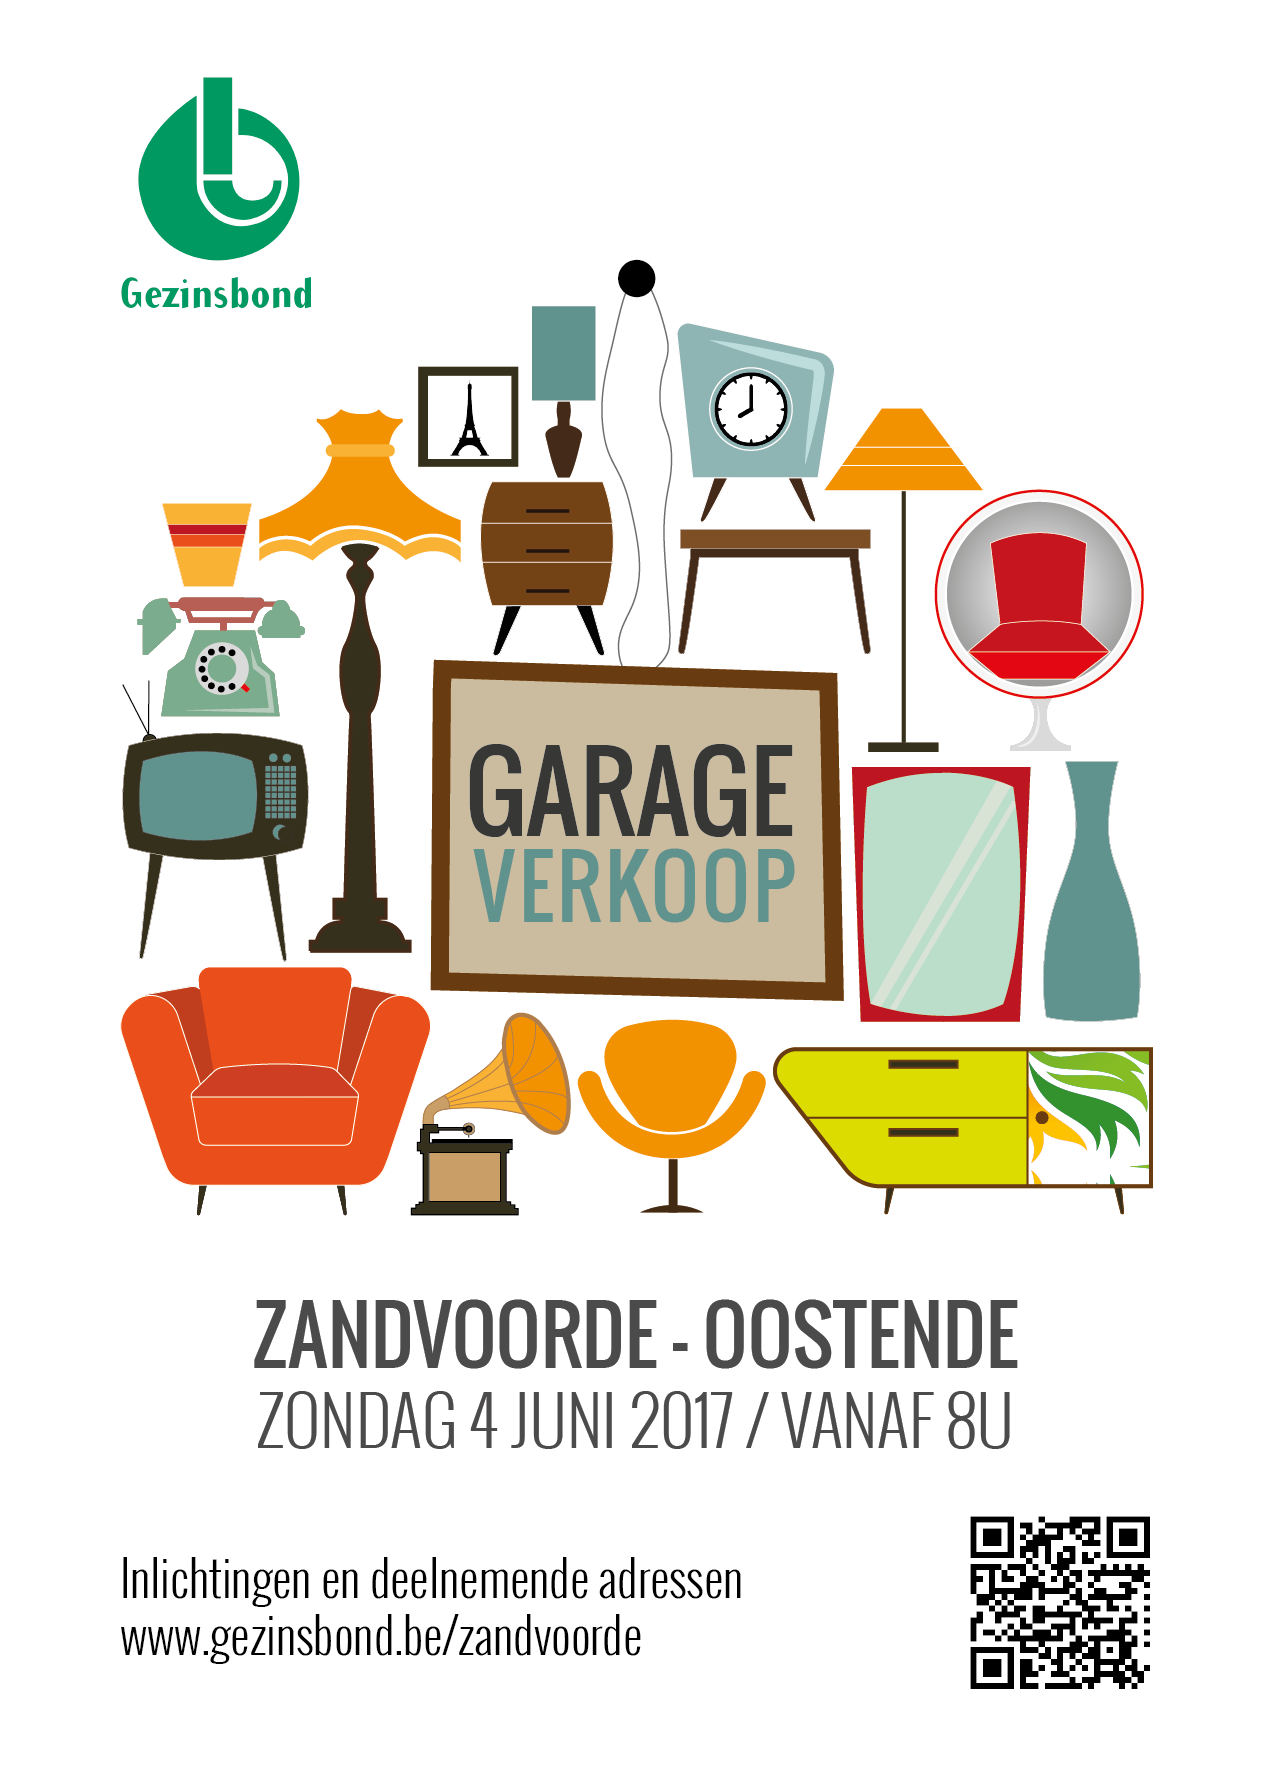 Gezinsbond
GARAGE
VERKOOP
ZANDVOORDE - OOSTENDE
ZONDAG 4 JUNI 2017 / VANAF 8U
Inlichtingen en deelnemende adressen
www.gezinsbond.be/zandvoorde